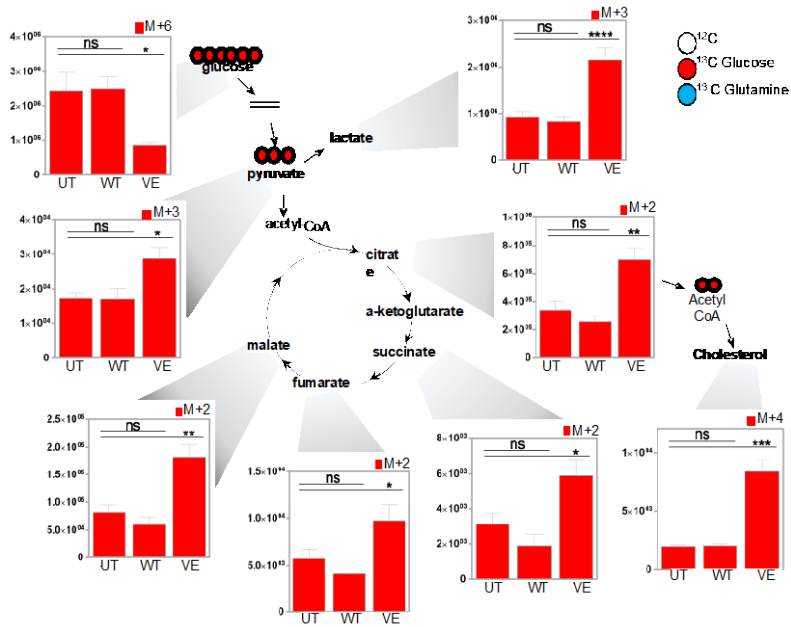 M+6
4×10⁰⁶
3×10⁰⁶
2×10⁰⁶
1×10⁰⁶
0
ns
*
UT WT VE
glucose
pyruvate
lactate
acetyl-CoA
citrat
e
a-ketoglutarate
succinate
fumarate
malate
M+3
3×10⁰⁶
2×10⁰⁶
1×10⁰⁶
0
ns
****
UT WT VE
¹²C
¹³C Glucose
¹³C Glutamine
M+3
4×10⁰⁴
3×10⁰⁴
2×10⁰⁴
1×10⁰⁴
0
ns
*
UT WT VE
M+2
1×10⁰⁶
8×10⁰⁵
6×10⁰⁵
4×10⁰⁵
2×10⁰⁵
0
ns
**
UT WT VE
Acetyl
CoA
Cholesterol
M+2
2.5×10⁰⁵
2.0×10⁰⁵
1.5×10⁰⁵
1.0×10⁰⁵
5.0×10⁰⁴
0
ns
**
UT WT VE
M+2
1.5×10⁰⁴
1.0×10⁰⁴
5.0×10⁰³
0
ns
*
UT WT VE
M+2
8×10⁰³
6×10⁰³
4×10⁰³
2×10⁰³
0
ns
*
UT WT VE
M+4
1×10⁰⁴
5×10⁰³
0
ns
***
UT WT VE